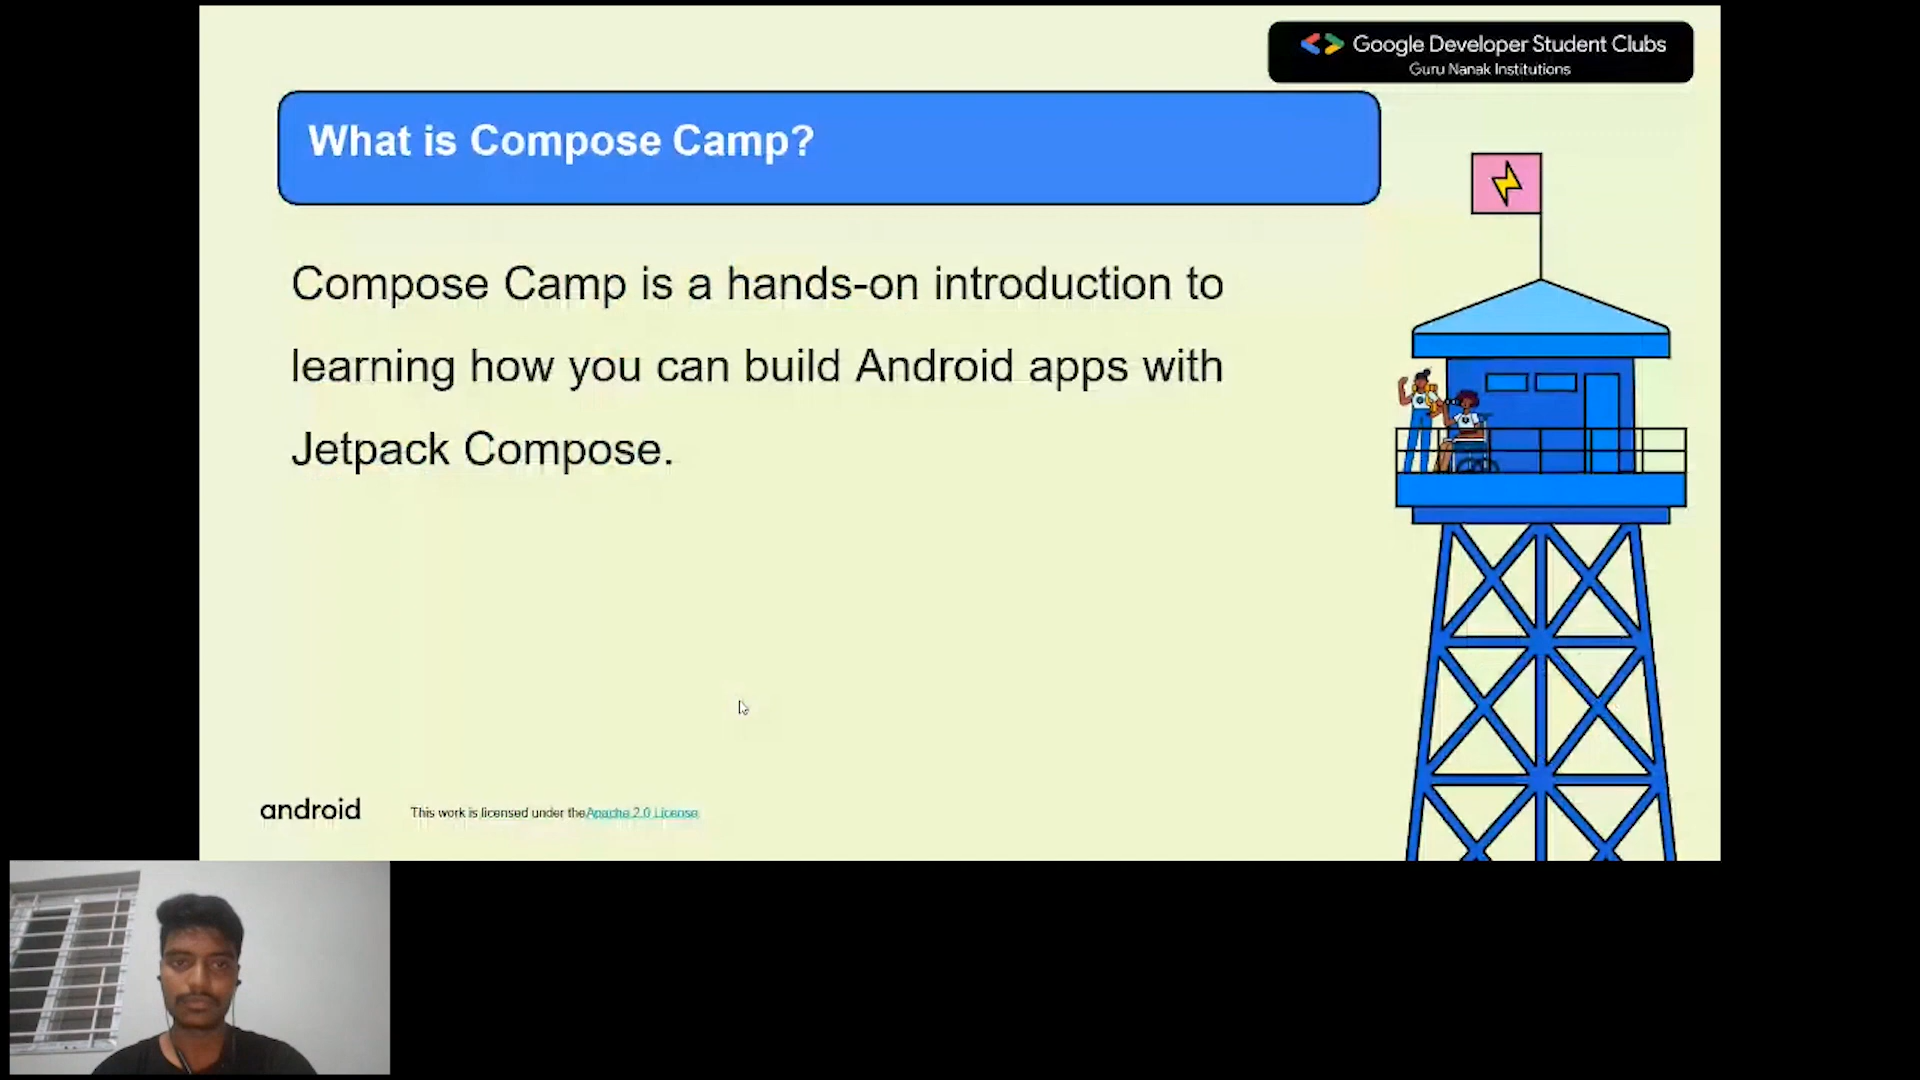 Google Developer Student Clubs
Guru Nanak Institutions
What is Compose Camp?
Compose Camp is a hands-on introduction to
learning how you can build Android apps with
Jetpack Compose.
android
This work is licensed under the Apache 2.0 License